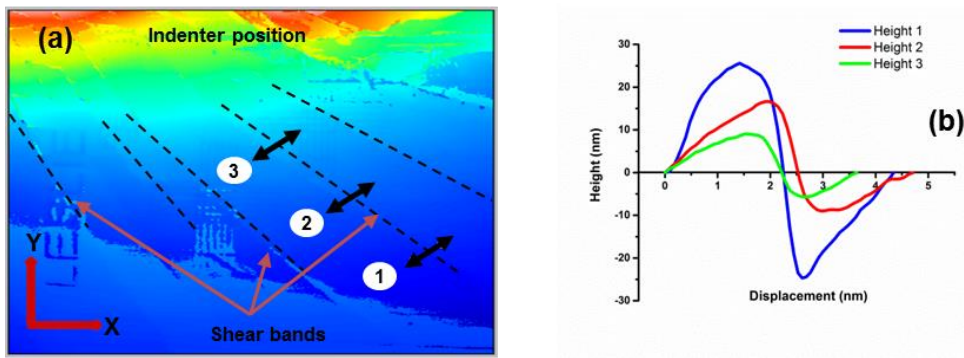 (a)
Indenter position
3
2
1
Y
X
Shear bands
Height 1
Height 2
Height 3
(b)
Height (nm)
30
20
10
0
-10
-20
-30
0
1
2
3
4
5
Displacement (nm)